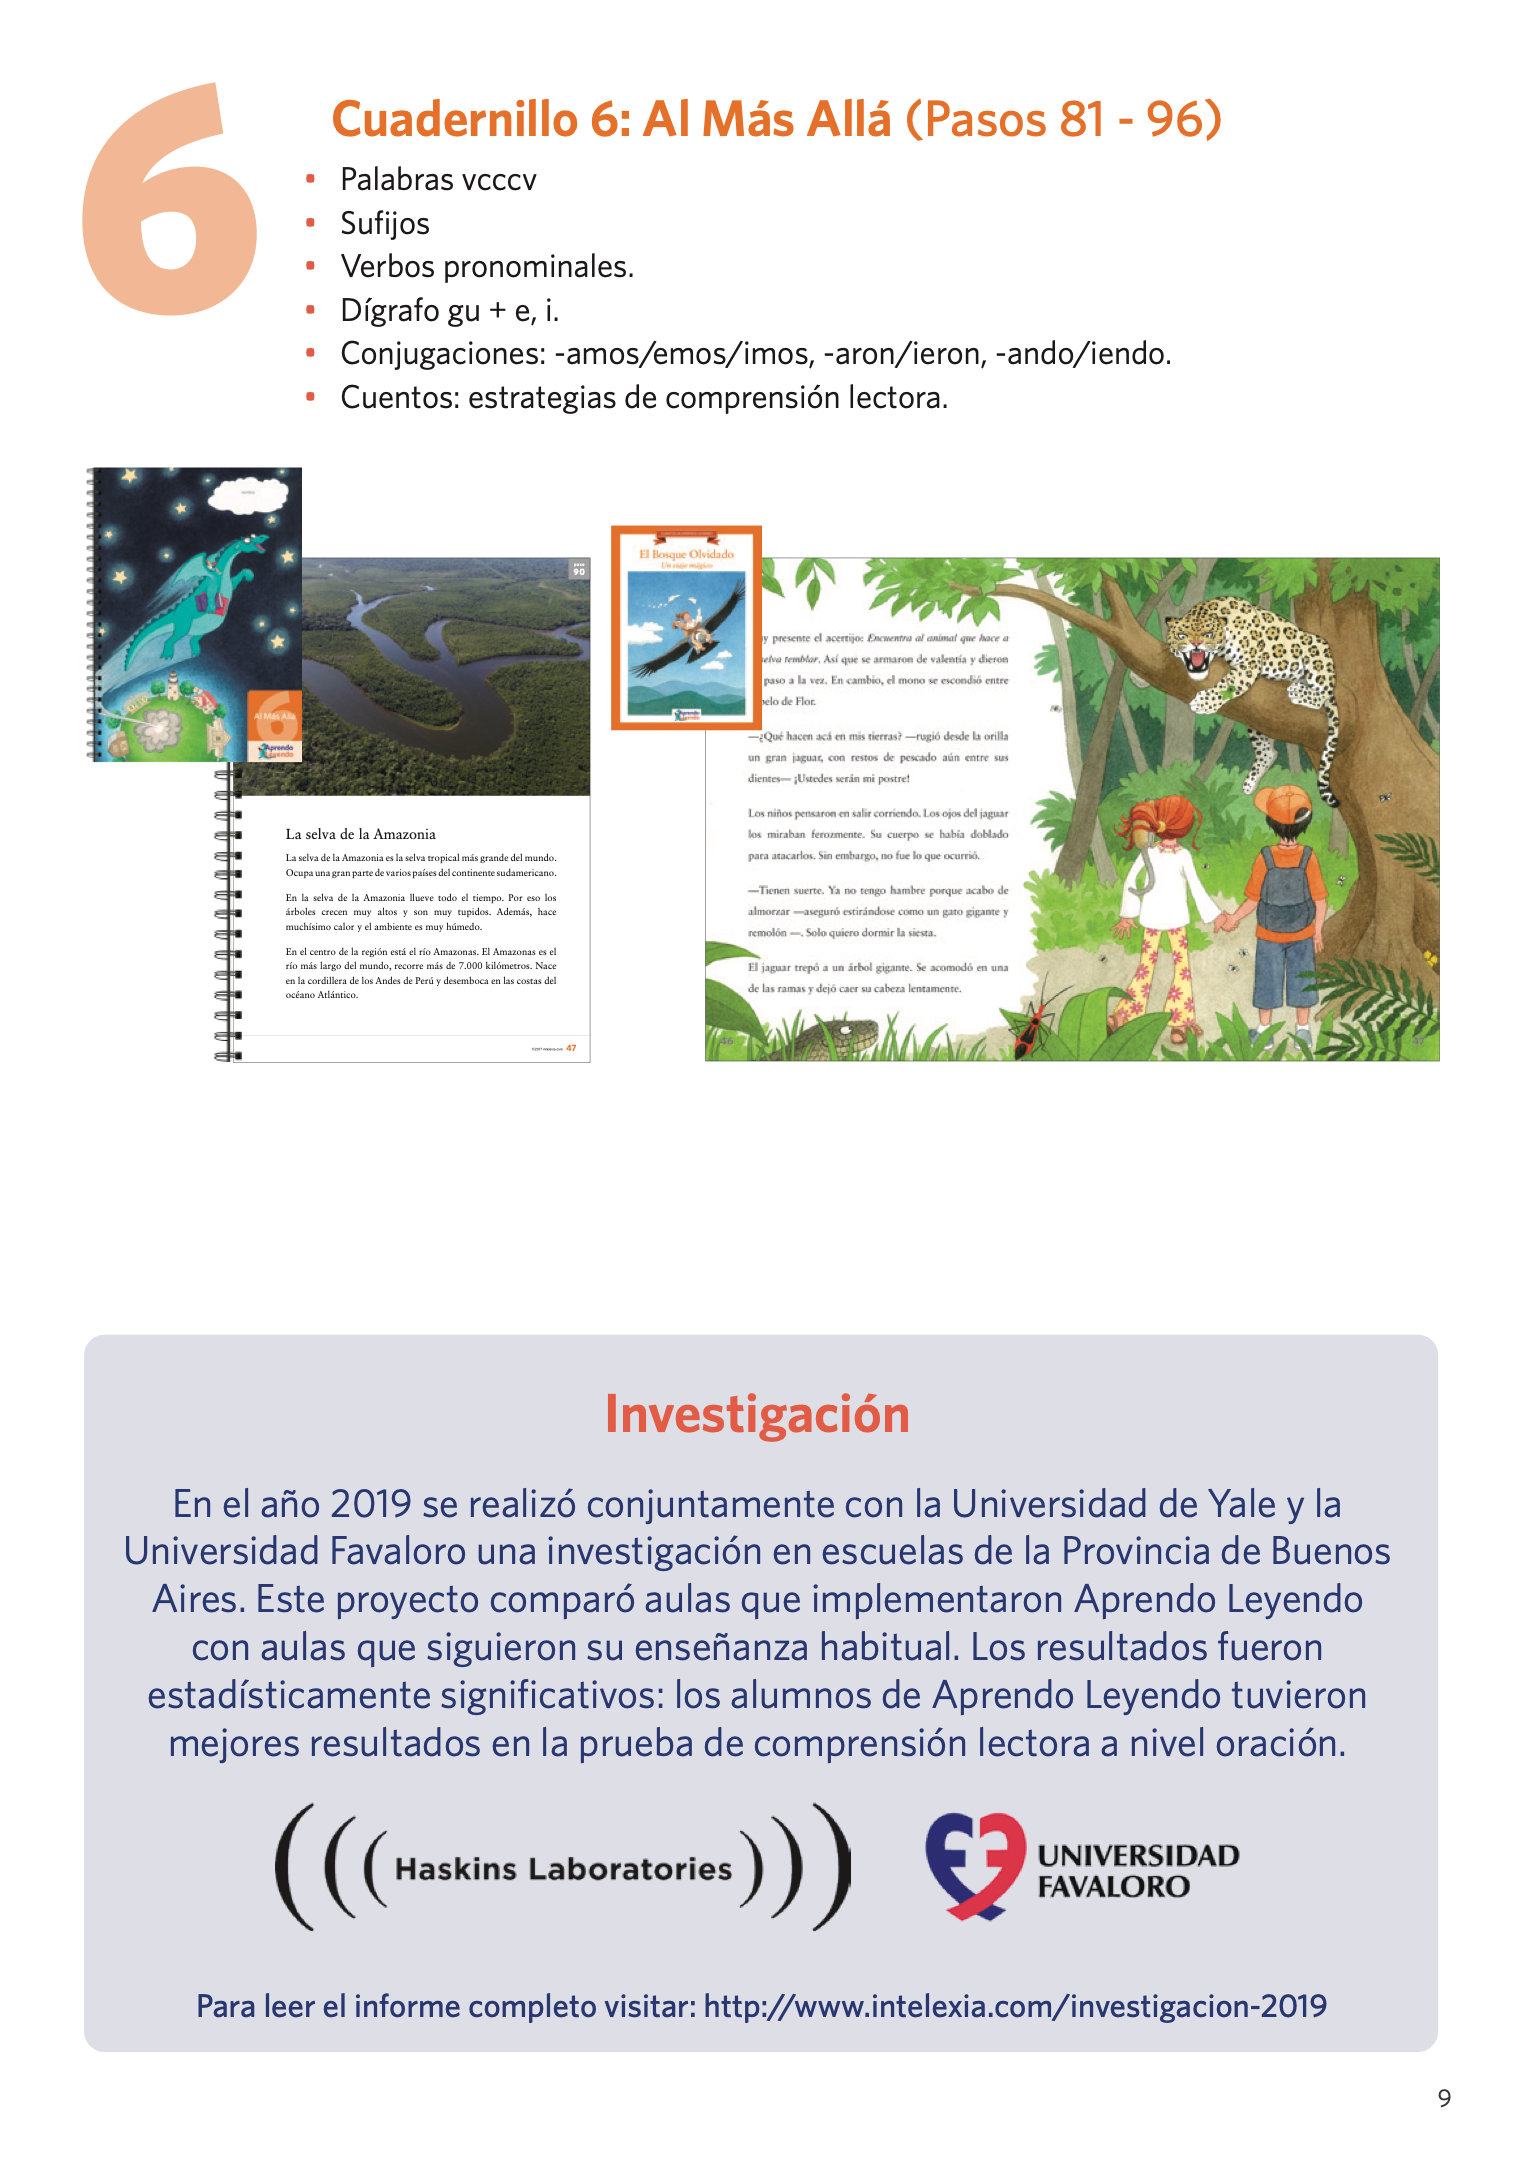 6
Cuadernillo 6: Al Más Allá (Pasos 81 - 96)
• Palabras vcccv
• Sufijos
• Verbos pronominales.
• Dígrafo gu + e, i.
• Conjugaciones: -amos/emos/imos, -aron/ieron, -ando/iendo.
• Cuentos: estrategias de comprensión lectora.
6
Al Más Allá
Aprendo
Leyendo
paso
90
La selva de la Amazonia
La selva de la Amazonia es la selva tropical más grande del mundo.
Ocupa una gran parte de varios países del continente sudamericano.
En la selva de la Amazonia llueve todo el tiempo. Por eso los
árboles crecen muy altos y son muy tupidos. Además, hace
muchísimo calor y el ambiente es muy húmedo.
En el centro de la región está el río Amazonas. El Amazonas es el
río más largo del mundo, recorre más de 7.000 kilómetros. Nace
en la cordillera de los Andes de Perú y desemboca en las costas del
océano Atlántico.
47
El Bosque Olvidado
Un viaje mágico
Aprendo
Leyendo
y presente el acertijo: Encuentra al animal que hace a
selva temblar. Así que se armaron de valentía y dieron
paso a la vez. En cambio, el mono se escondió entre
pelo de Flor.
—¿Qué hacen acá en mis tierras? —rugió desde la orilla
un gran jaguar, con restos de pescado aún entre sus
dientes— ¡Ustedes serán mi postre!
Los niños pensaron en salir corriendo. Los ojos del jaguar
los miraban ferozmente. Su cuerpo se había doblado
para atacarlos. Sin embargo, no fue lo que ocurrió.
—Tienen suerte. Ya no tengo hambre porque acabo de
almorzar —aseguró estirándose como un gato gigante y
remolón —. Solo quiero dormir la siesta.
El jaguar trepó a un árbol gigante. Se acomodó en una
de las ramas y dejó caer su cabeza lentamente.
46
47
Investigación
En el año 2019 se realizó conjuntamente con la Universidad de Yale y la
Universidad Favaloro una investigación en escuelas de la Provincia de Buenos
Aires. Este proyecto comparó aulas que implementaron Aprendo Leyendo
con aulas que siguieron su enseñanza habitual. Los resultados fueron
estadísticamente significativos: los alumnos de Aprendo Leyendo tuvieron
mejores resultados en la prueba de comprensión lectora a nivel oración.
Haskins Laboratories
UNIVERSIDAD
FAVALORO
Para leer el informe completo visitar: http://www.intelexia.com/investigacion-2019
9